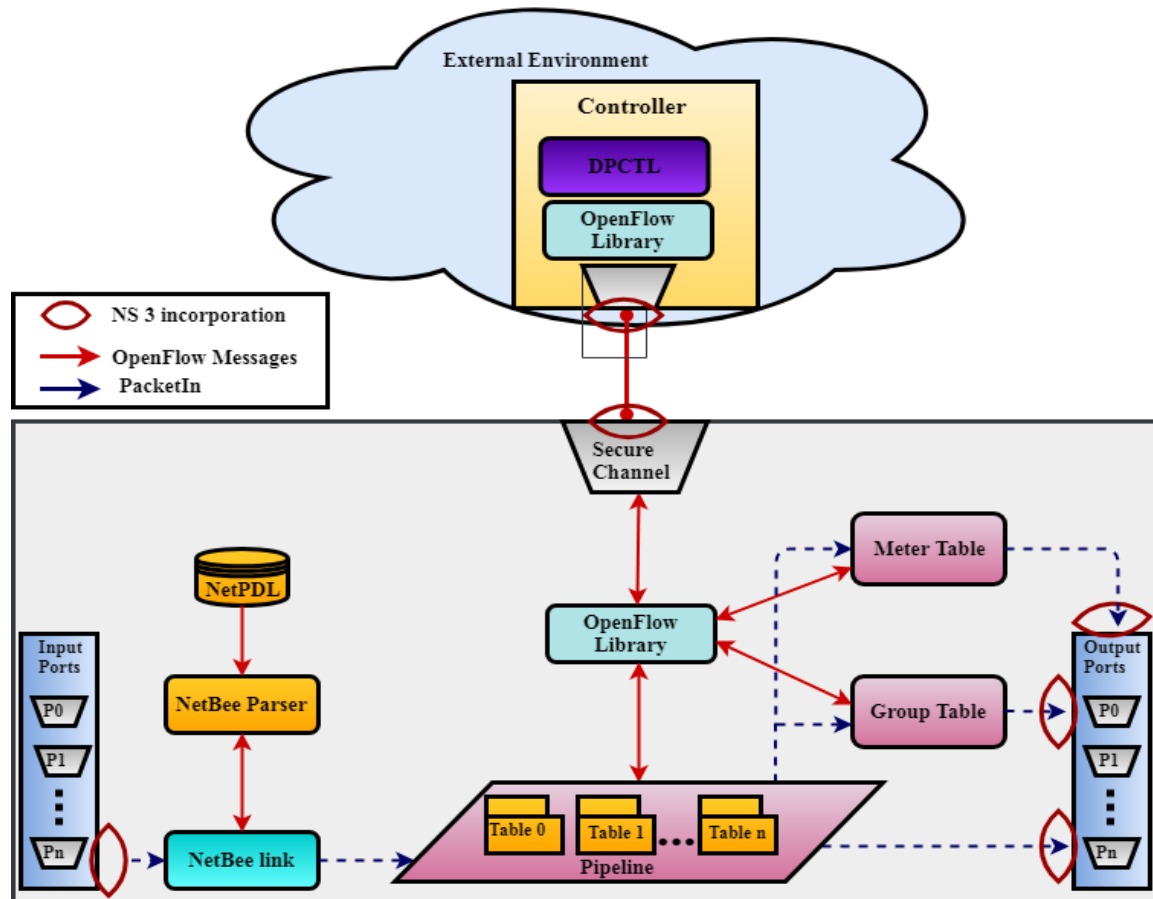 External Environment
Controller
DPCTL
OpenFlow
Library
NS 3 incorporation
OpenFlow Messages
PacketIn
Secure
Channel
Meter Table
NetPDL
OpenFlow
Library
Input
Ports
Output
Ports
NetBee Parser
Group Table
P0
P0
P1
P1
Table 0
Table 1
Table n
Pn
NetBee link
Pipeline
Pn